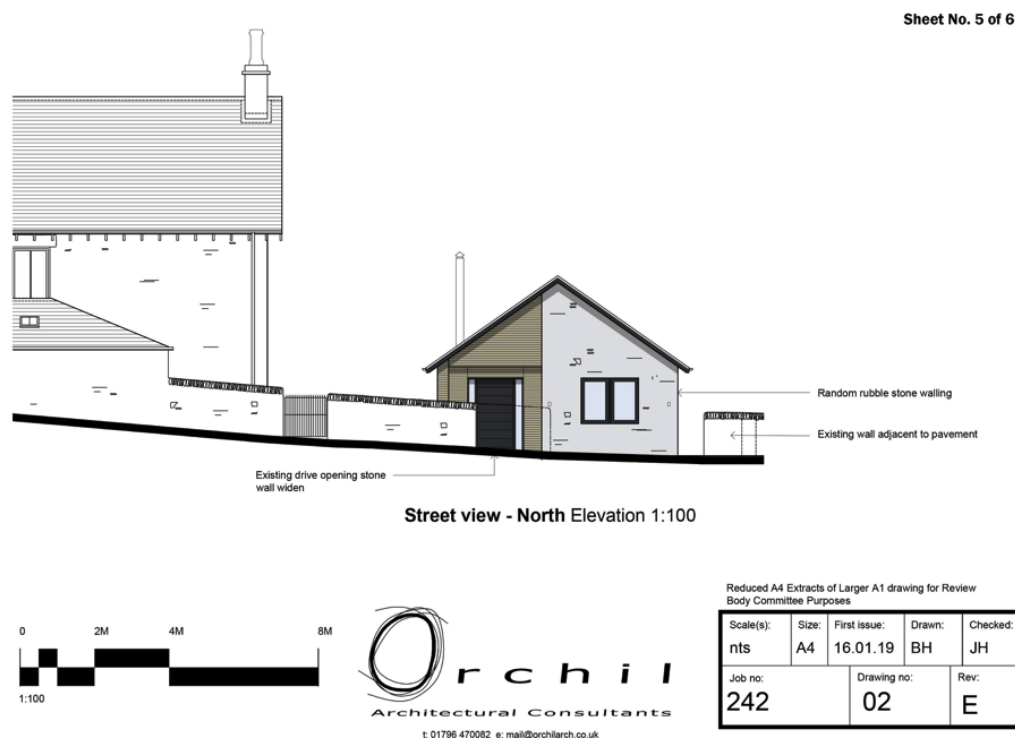 Sheet No. 5 of 6
Random rubble stone walling
Existing wall adjacent to pavement
Existing drive opening stone
wall widen
Street view - North Elevation 1:100
0 2M 4M 8M
1:100
Orchil
Architectural Consultants
t: 01796 470082 e: mail@orchilarch.co.uk
Reduced A4 Extracts of Larger A1 drawing for Review
Body Committee Purposes
Scale(s): Size: First issue: Drawn: Checked:
nts A4 16.01.19 BH JH
Job no: Drawing no: Rev:
242 02 E